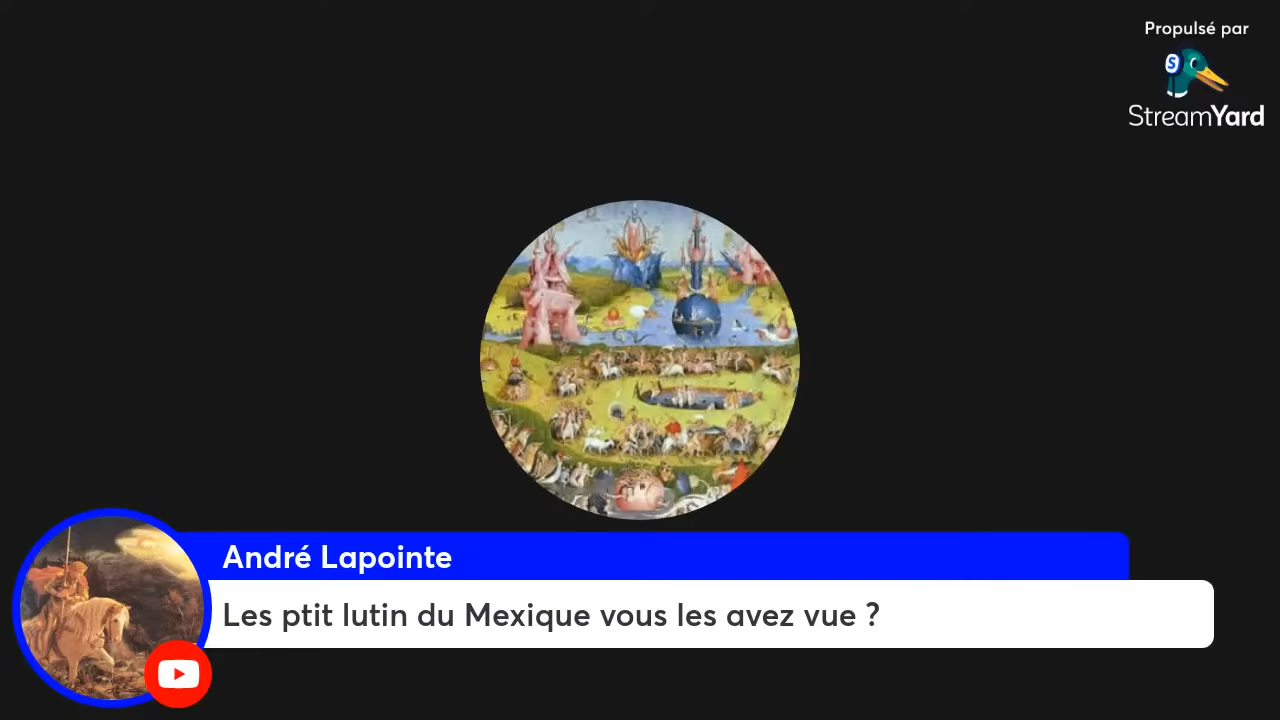 Propulsé par
S
StreamYard
André Lapointe
Les ptit lutin du Mexique vous les avez vue ?